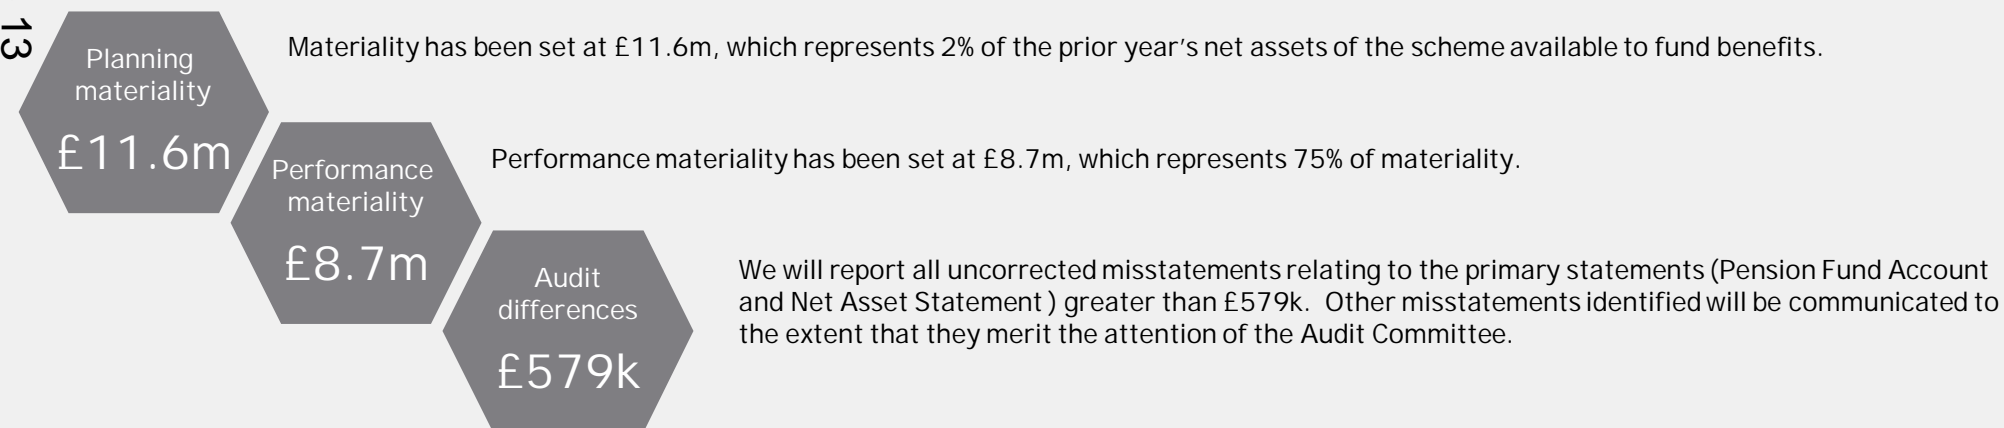 13
Planning
materiality
£11.6m
Materiality has been set at £11.6m, which represents 2% of the prior year’s net assets of the scheme available to fund benefits.
Performance
materiality
£8.7m
Performance materiality has been set at £8.7m, which represents 75% of materiality.
Audit
differences
£579k
We will report all uncorrected misstatements relating to the primary statements (Pension Fund Account
and Net Asset Statement ) greater than £579k.  Other misstatements identified will be communicated to
the extent that they merit the attention of the Audit Committee.